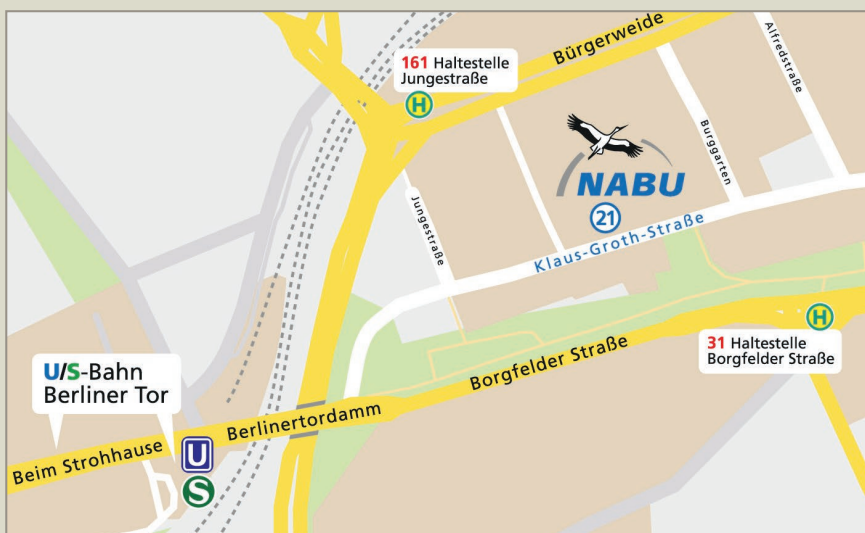 161 Haltestelle
Jungestraße
H
Bürgerweide
Alfredstraße
Burggarten
NABU
21
Jungestraße
Klaus-Groth-Straße
H
31 Haltestelle
Borgfelder Straße
Borgfelder Straße
U/S-Bahn
Berliner Tor
Berlinertordamm
Beim Strohhause
U
S